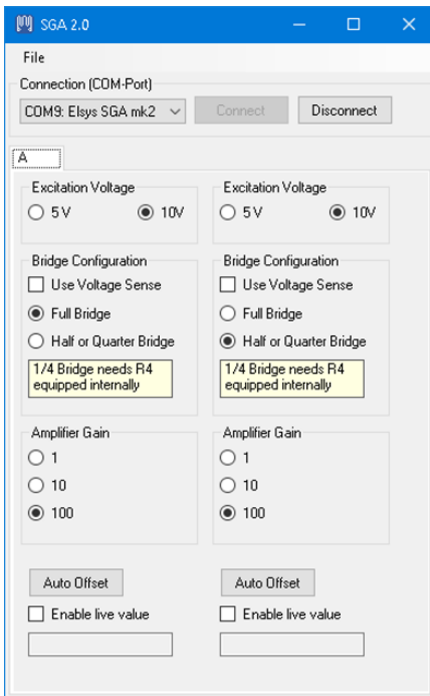 SGA 2.0
File
Connection (COM-Port)
COM9: Elsys SGA mk2
Connect
Disconnect
A
Excitation Voltage
5 V
10V
Bridge Configuration
Use Voltage Sense
Full Bridge
Half or Quarter Bridge
1/4 Bridge needs R4
equipped internally
Amplifier Gain
1
10
100
Auto Offset
Enable live value
Excitation Voltage
5 V
10V
Bridge Configuration
Use Voltage Sense
Full Bridge
Half or Quarter Bridge
1/4 Bridge needs R4
equipped internally
Amplifier Gain
1
10
100
Auto Offset
Enable live value